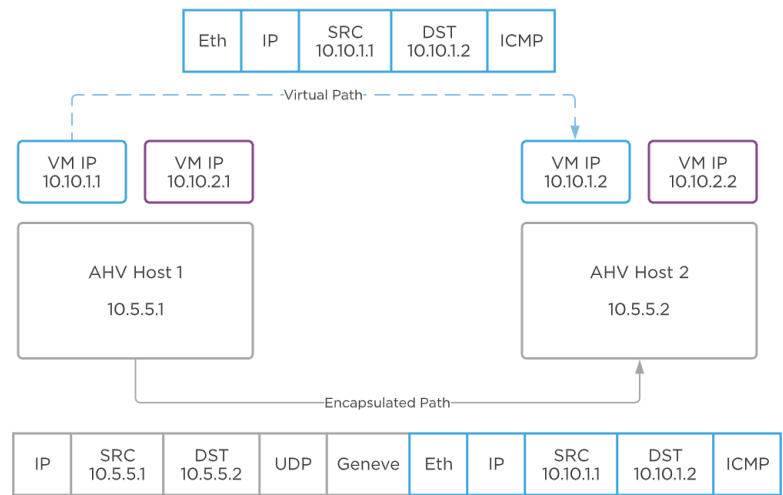 Eth IP SRC 10.10.1.1 DST 10.10.1.2 ICMP
Virtual Path
VM IP
10.10.1.1
VM IP
10.10.2.1
VM IP
10.10.1.2
VM IP
10.10.2.2
AHV Host 1
10.5.5.1
AHV Host 2
10.5.5.2
Encapsulated Path
IP SRC 10.5.5.1 DST 10.5.5.2 UDP Geneve Eth IP SRC 10.10.1.1 DST 10.10.1.2 ICMP